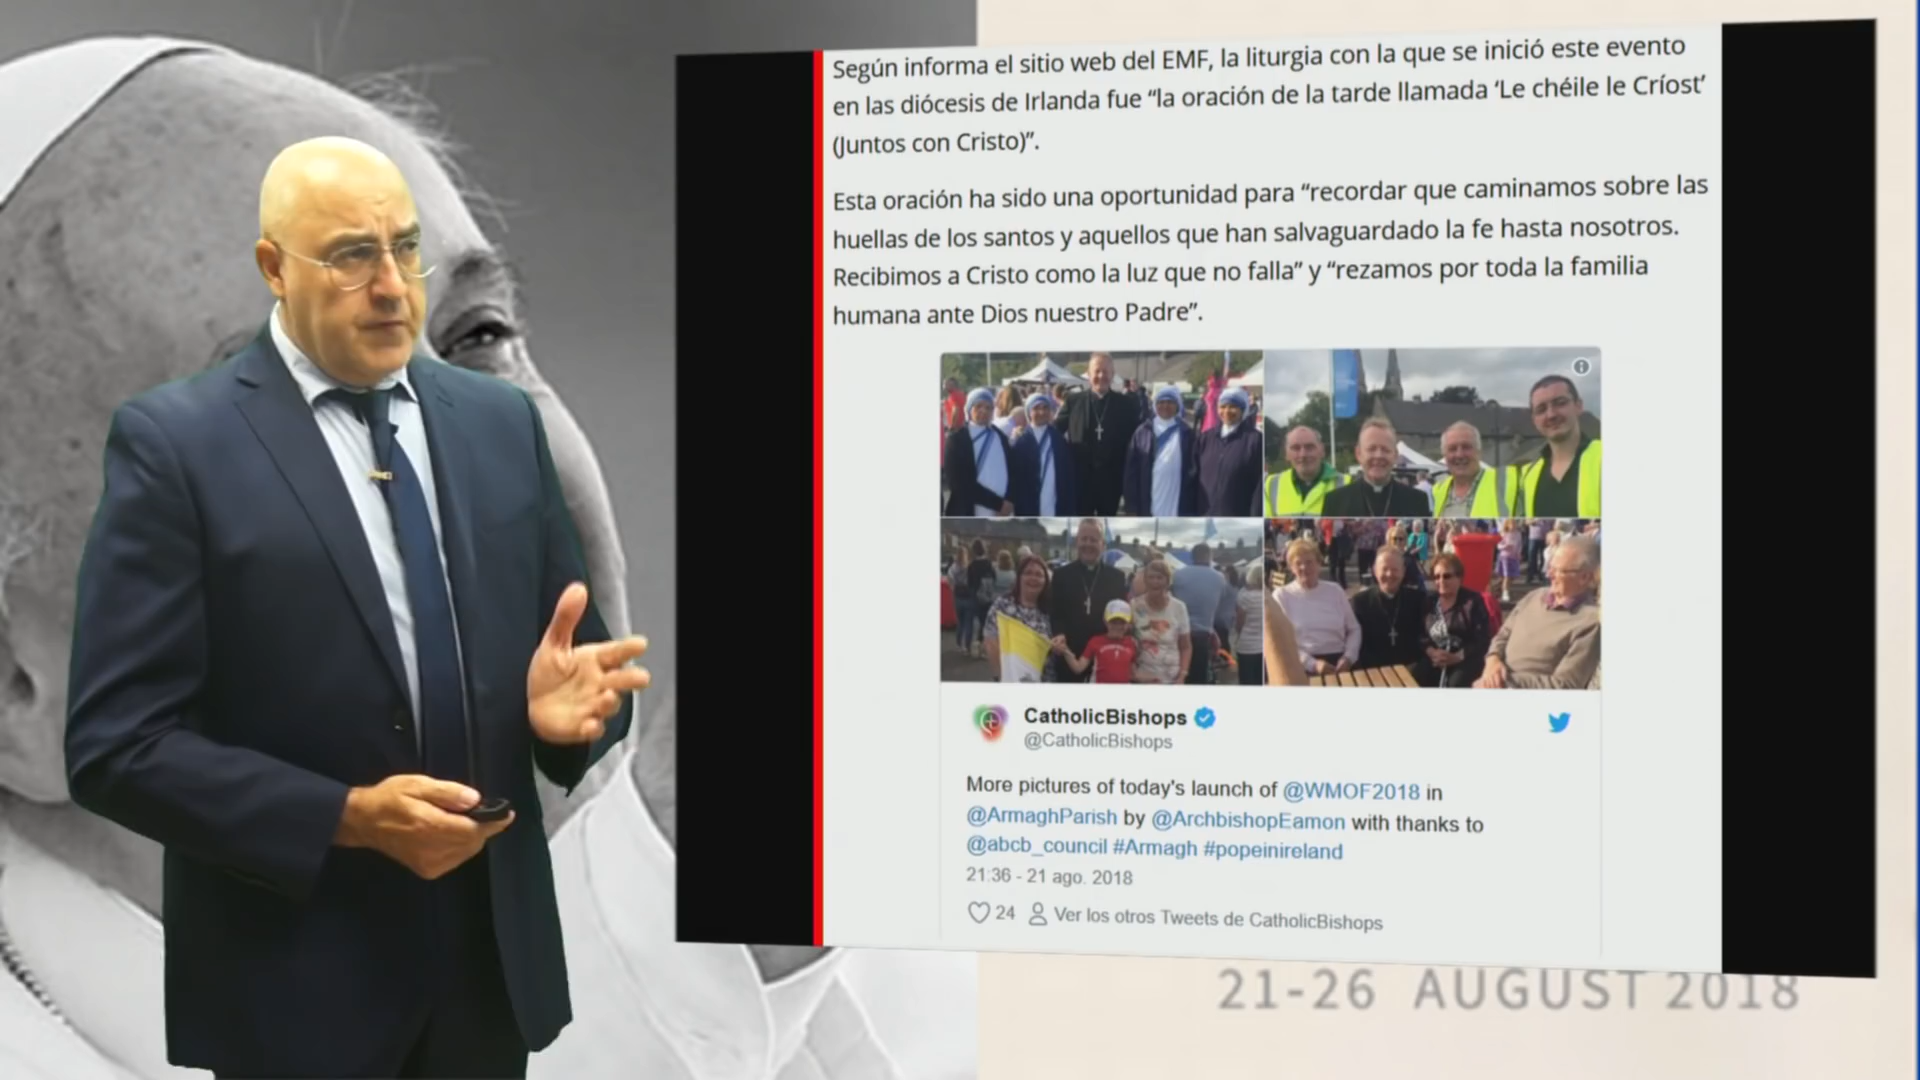 Según informa el sitio web del EMF, la liturgia con la que se inició este evento
en las diócesis de Irlanda fue “la oración de la tarde llamada ‘Le chéile le Críost’
(Juntos con Cristo)”.
Esta oración ha sido una oportunidad para “recordar que caminamos sobre las
huellas de los santos y aquellos que han salvaguardado la fe hasta nosotros.
Recibimos a Cristo como la luz que no falla” y “rezamos por toda la familia
humana ante Dios nuestro Padre”.
CatholicBishops
@CatholicBishops
More pictures of today's launch of @WMOF2018 in
@ArmaghParish by @ArchbishopEamon with thanks to
@abcb_council #Armagh #popeinireland
21:36 - 21 ago. 2018
24 Ver los otros Tweets de CatholicBishops
21-26 AUGUST 2018